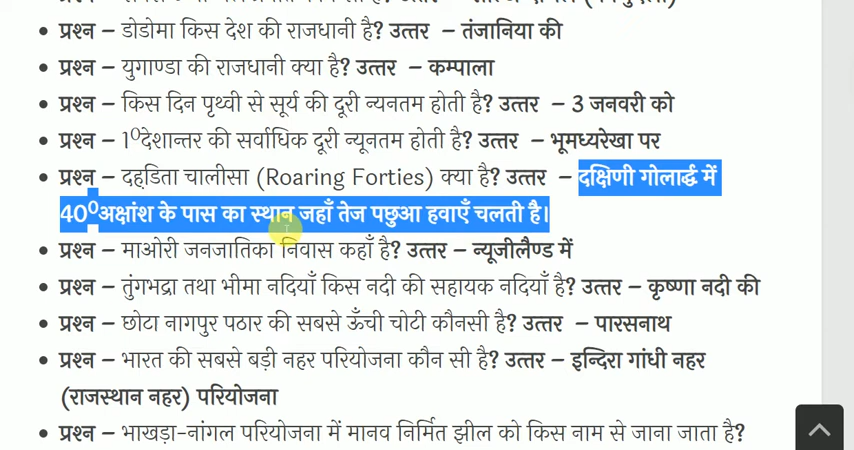 प्रश्न – डोडोमा किस देश की राजधानी है? उत्तर – तंजानिया की
प्रश्न – युगाण्डा की राजधानी क्या है? उत्तर – कम्पाला
प्रश्न – किस दिन पृथ्वी से सूर्य की दूरी न्यनतम होती है? उत्तर – 3 जनवरी को
प्रश्न – 1⁰देशान्तर की सर्वाधिक दूरी न्यूनतम होती है? उत्तर – भूमध्यरेखा पर
प्रश्न – दहड़िता चालीसा (Roaring Forties) क्या है? उत्तर – दक्षिणी गोलार्द्ध में
40⁰अक्षांश के पास का स्थान जहाँ तेज पछुआ हवाएँ चलती है।
प्रश्न – माओरी जनजातिका निवास कहाँ है? उत्तर – न्यूजीलैण्ड में
प्रश्न – तुंगभद्रा तथा भीमा नदियाँ किस नदी की सहायक नदियाँ है? उत्तर – कृष्णा नदी की
प्रश्न – छोटा नागपुर पठार की सबसे ऊँची चोटी कौनसी है? उत्तर – पारसनाथ
प्रश्न – भारत की सबसे बड़ी नहर परियोजना कौन सी है? उत्तर – इन्दिरा गांधी नहर
(राजस्थान नहर) परियोजना
प्रश्न – भाखड़ा-नांगल परियोजना में मानव निर्मित झील को किस नाम से जाना जाता है?